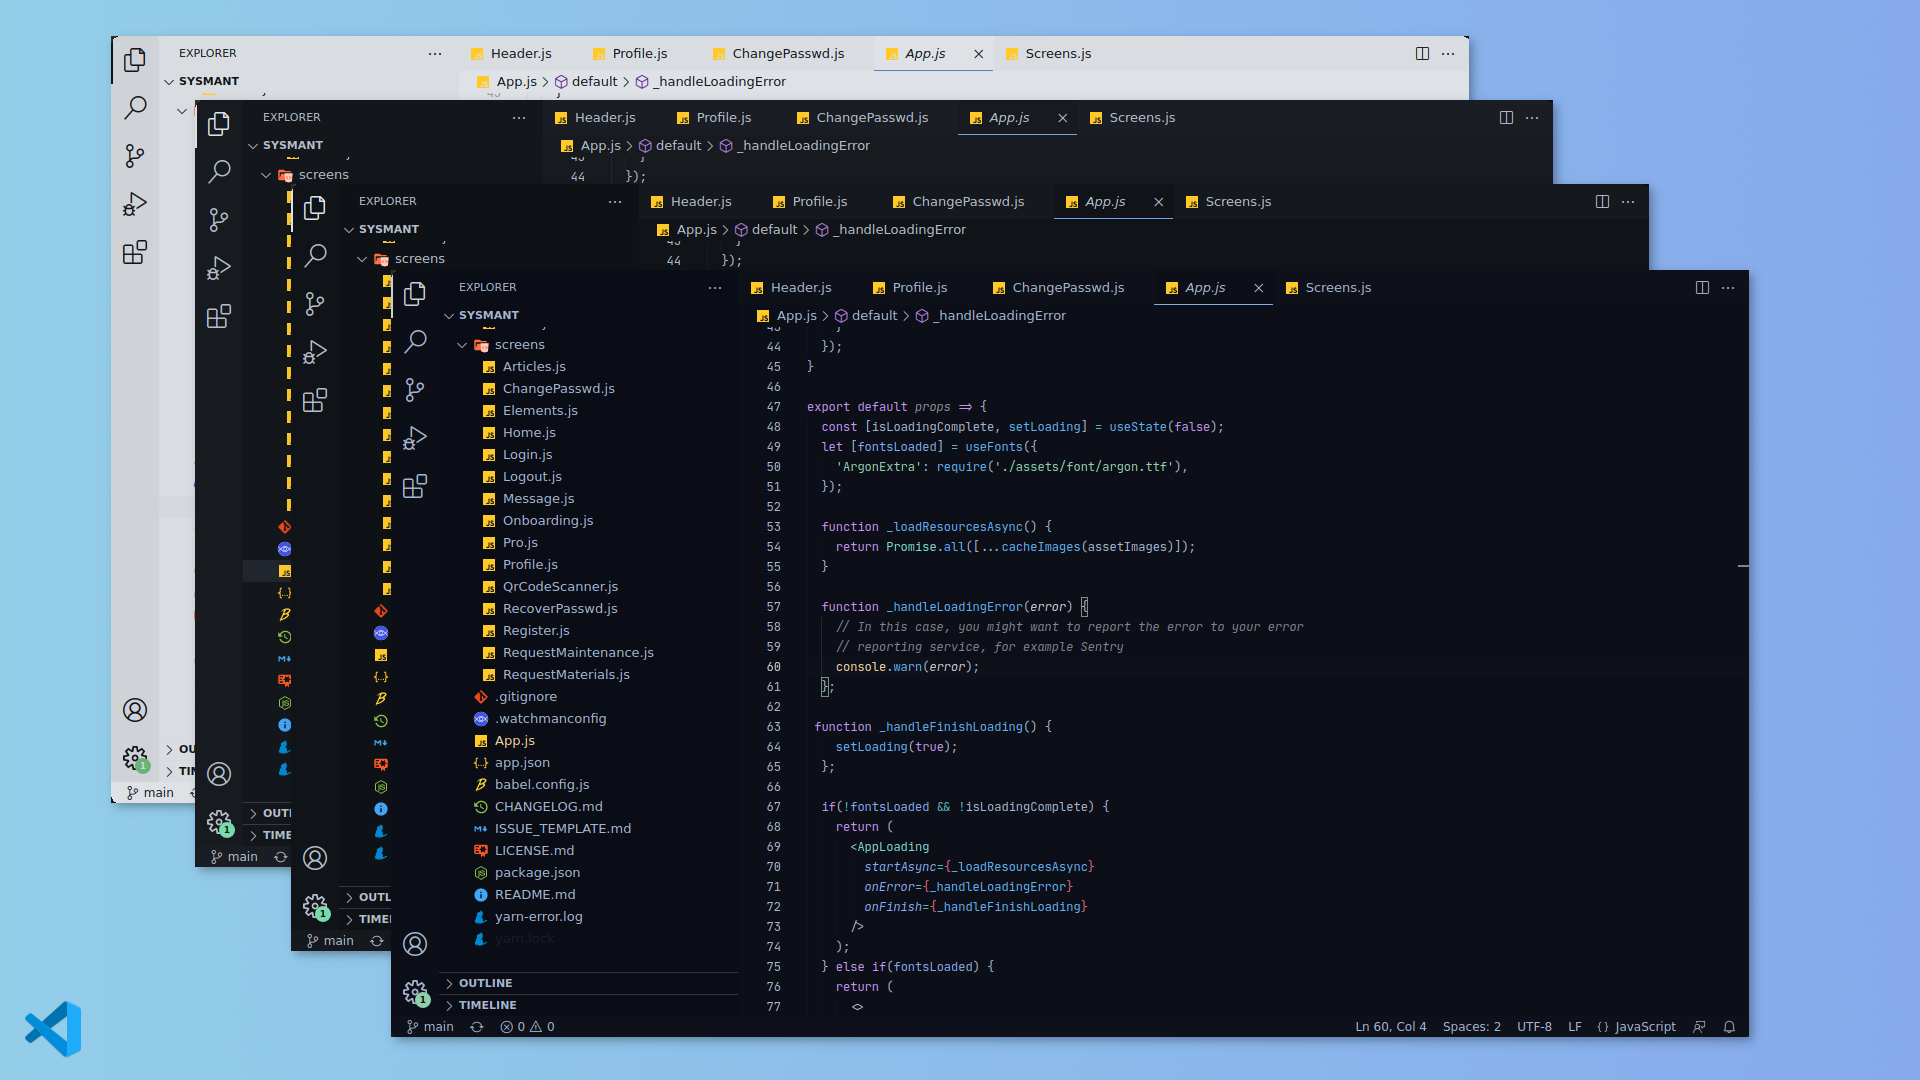 EXPLORER
SYSMANT
Header.js
Profile.js
ChangePasswd.js
App.js
Screens.js
App.js > default > _handleLoadingError
OU
TIM
main
1
EXPLORER
SYSMANT
screens
Header.js
Profile.js
ChangePasswd.js
App.js
Screens.js
App.js > default > _handleLoadingError
44 });
OUTL
TIME
main
1
EXPLORER
SYSMANT
screens
Header.js
Profile.js
ChangePasswd.js
App.js
Screens.js
App.js > default > _handleLoadingError
44 });
OUTL
TIME
main
1
EXPLORER
SYSMANT
screens
Articles.js
ChangePasswd.js
Elements.js
Home.js
Login.js
Logout.js
Message.js
Onboarding.js
Pro.js
Profile.js
QrCodeScanner.js
RecoverPasswd.js
Register.js
RequestMaintenance.js
RequestMaterials.js
.gitignore
.watchmanconfig
App.js
app.json
babel.config.js
CHANGELOG.md
ISSUE_TEMPLATE.md
LICENSE.md
package.json
README.md
yarn-error.log
yarn.lock
OUTLINE
TIMELINE
1
Header.js
Profile.js
ChangePasswd.js
App.js
Screens.js
App.js > default > _handleLoadingError
44 });
45 }
46
47 export default props => {
48 const [isLoadingComplete, setLoading] = useState(false);
49 let [fontsLoaded] = useFonts({
50 'ArgonExtra': require('./assets/font/argon.ttf'),
51 });
52
53 function _loadResourcesAsync() {
54 return Promise.all([...cacheImages(assetImages)]);
55 }
56
57 function _handleLoadingError(error) {
58 // In this case, you might want to report the error to your error
59 // reporting service, for example Sentry
60 console.warn(error);
61 };
62
63 function _handleFinishLoading() {
64 setLoading(true);
65 };
66
67 if(!fontsLoaded && !isLoadingComplete) {
68 return (
69 <AppLoading
70 startAsync={_loadResourcesAsync}
71 onError={_handleLoadingError}
72 onFinish={_handleFinishLoading}
73 />
74 );
75 } else if(fontsLoaded) {
76 return (
77 <>
main 0 0
Ln 60, Col 4 Spaces: 2 UTF-8 LF {} JavaScript